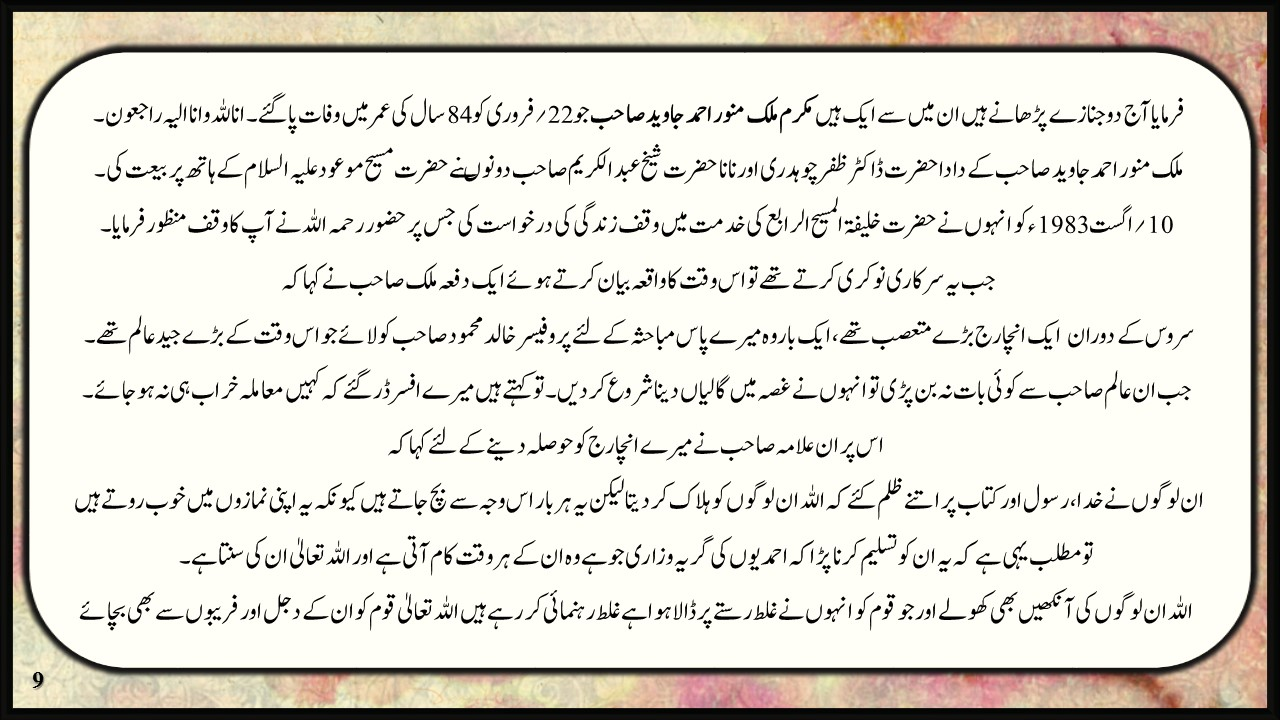 فرمایا آج دو جنازے پڑھانے ہیں ان میں سے ایک ہیں مکرم ملک منور احمد جاوید صاحب جو 22؍ فروری کو 84 سال کی عمر میں وفات پا گئے۔ اناللہ وانا الیہ راجعون۔
ملک منور احمد جاوید صاحب کے دادا حضرت ڈاکٹر ظفر چوہدری اور نانا حضرت شیخ عبد الکریم صاحب دونوں نے حضرت مسیح موعود علیہ السلام کے ہاتھ پر بیعت کی۔
10؍ اگست 1983ء کو انہوں نے حضرت خلیفۃ المسیح الرابع کی خدمت میں وقف زندگی کی درخواست کی جس پر حضور رحمہ اللہ نے آپ کا وقف منظور فرمایا۔
جب یہ سرکاری نوکری کرتے تھے تو اس وقت کا واقعہ بیان کرتے ہوئے ایک دفعہ ملک صاحب نے کہا کہ
سروس کے دوران ایک انچارج بڑے متعصب تھے، ایک بار وہ میرے پاس مباحثہ کے لئے پروفیسر خالد محمود صاحب کو لائے جو اس وقت کے بڑے جید عالم تھے۔
جب ان عالم صاحب سے کوئی بات نہ بن پڑی تو انہوں نے غصہ میں گالیاں دینا شروع کر دیں۔ تو کہتے ہیں میرے افسر ڈر گئے کہ کہیں معاملہ خراب ہی نہ ہو جائے۔
اس پر ان علامہ صاحب نے میرے انچارج کو حوصلہ دینے کے لئے کہا کہ
ان لوگوں نے خدا، رسول اور کتاب پر اتنے ظلم کئے کہ اللہ ان لوگوں کو ہلاک کر دیتا لیکن یہ ہر بار اس وجہ سے بچ جاتے ہیں کیونکہ یہ اپنی نمازوں میں خوب روتے ہیں
تو مطلب یہی ہے کہ یہ ان کو تسلیم کرنا پڑا کہ احمدیوں کی گریہ وزاری جو ہے وہ ان کے ہر وقت کام آتی ہے اور اللہ تعالیٰ ان کی سنتا ہے۔
اللہ ان لوگوں کی آنکھیں بھی کھولے اور جو قوم کو انہوں نے غلط رستے پر ڈالا ہوا ہے غلط رہنمائی کر رہے ہیں اللہ تعالیٰ قوم کو ان کے دجل اور فریبوں سے بھی بچائے
9